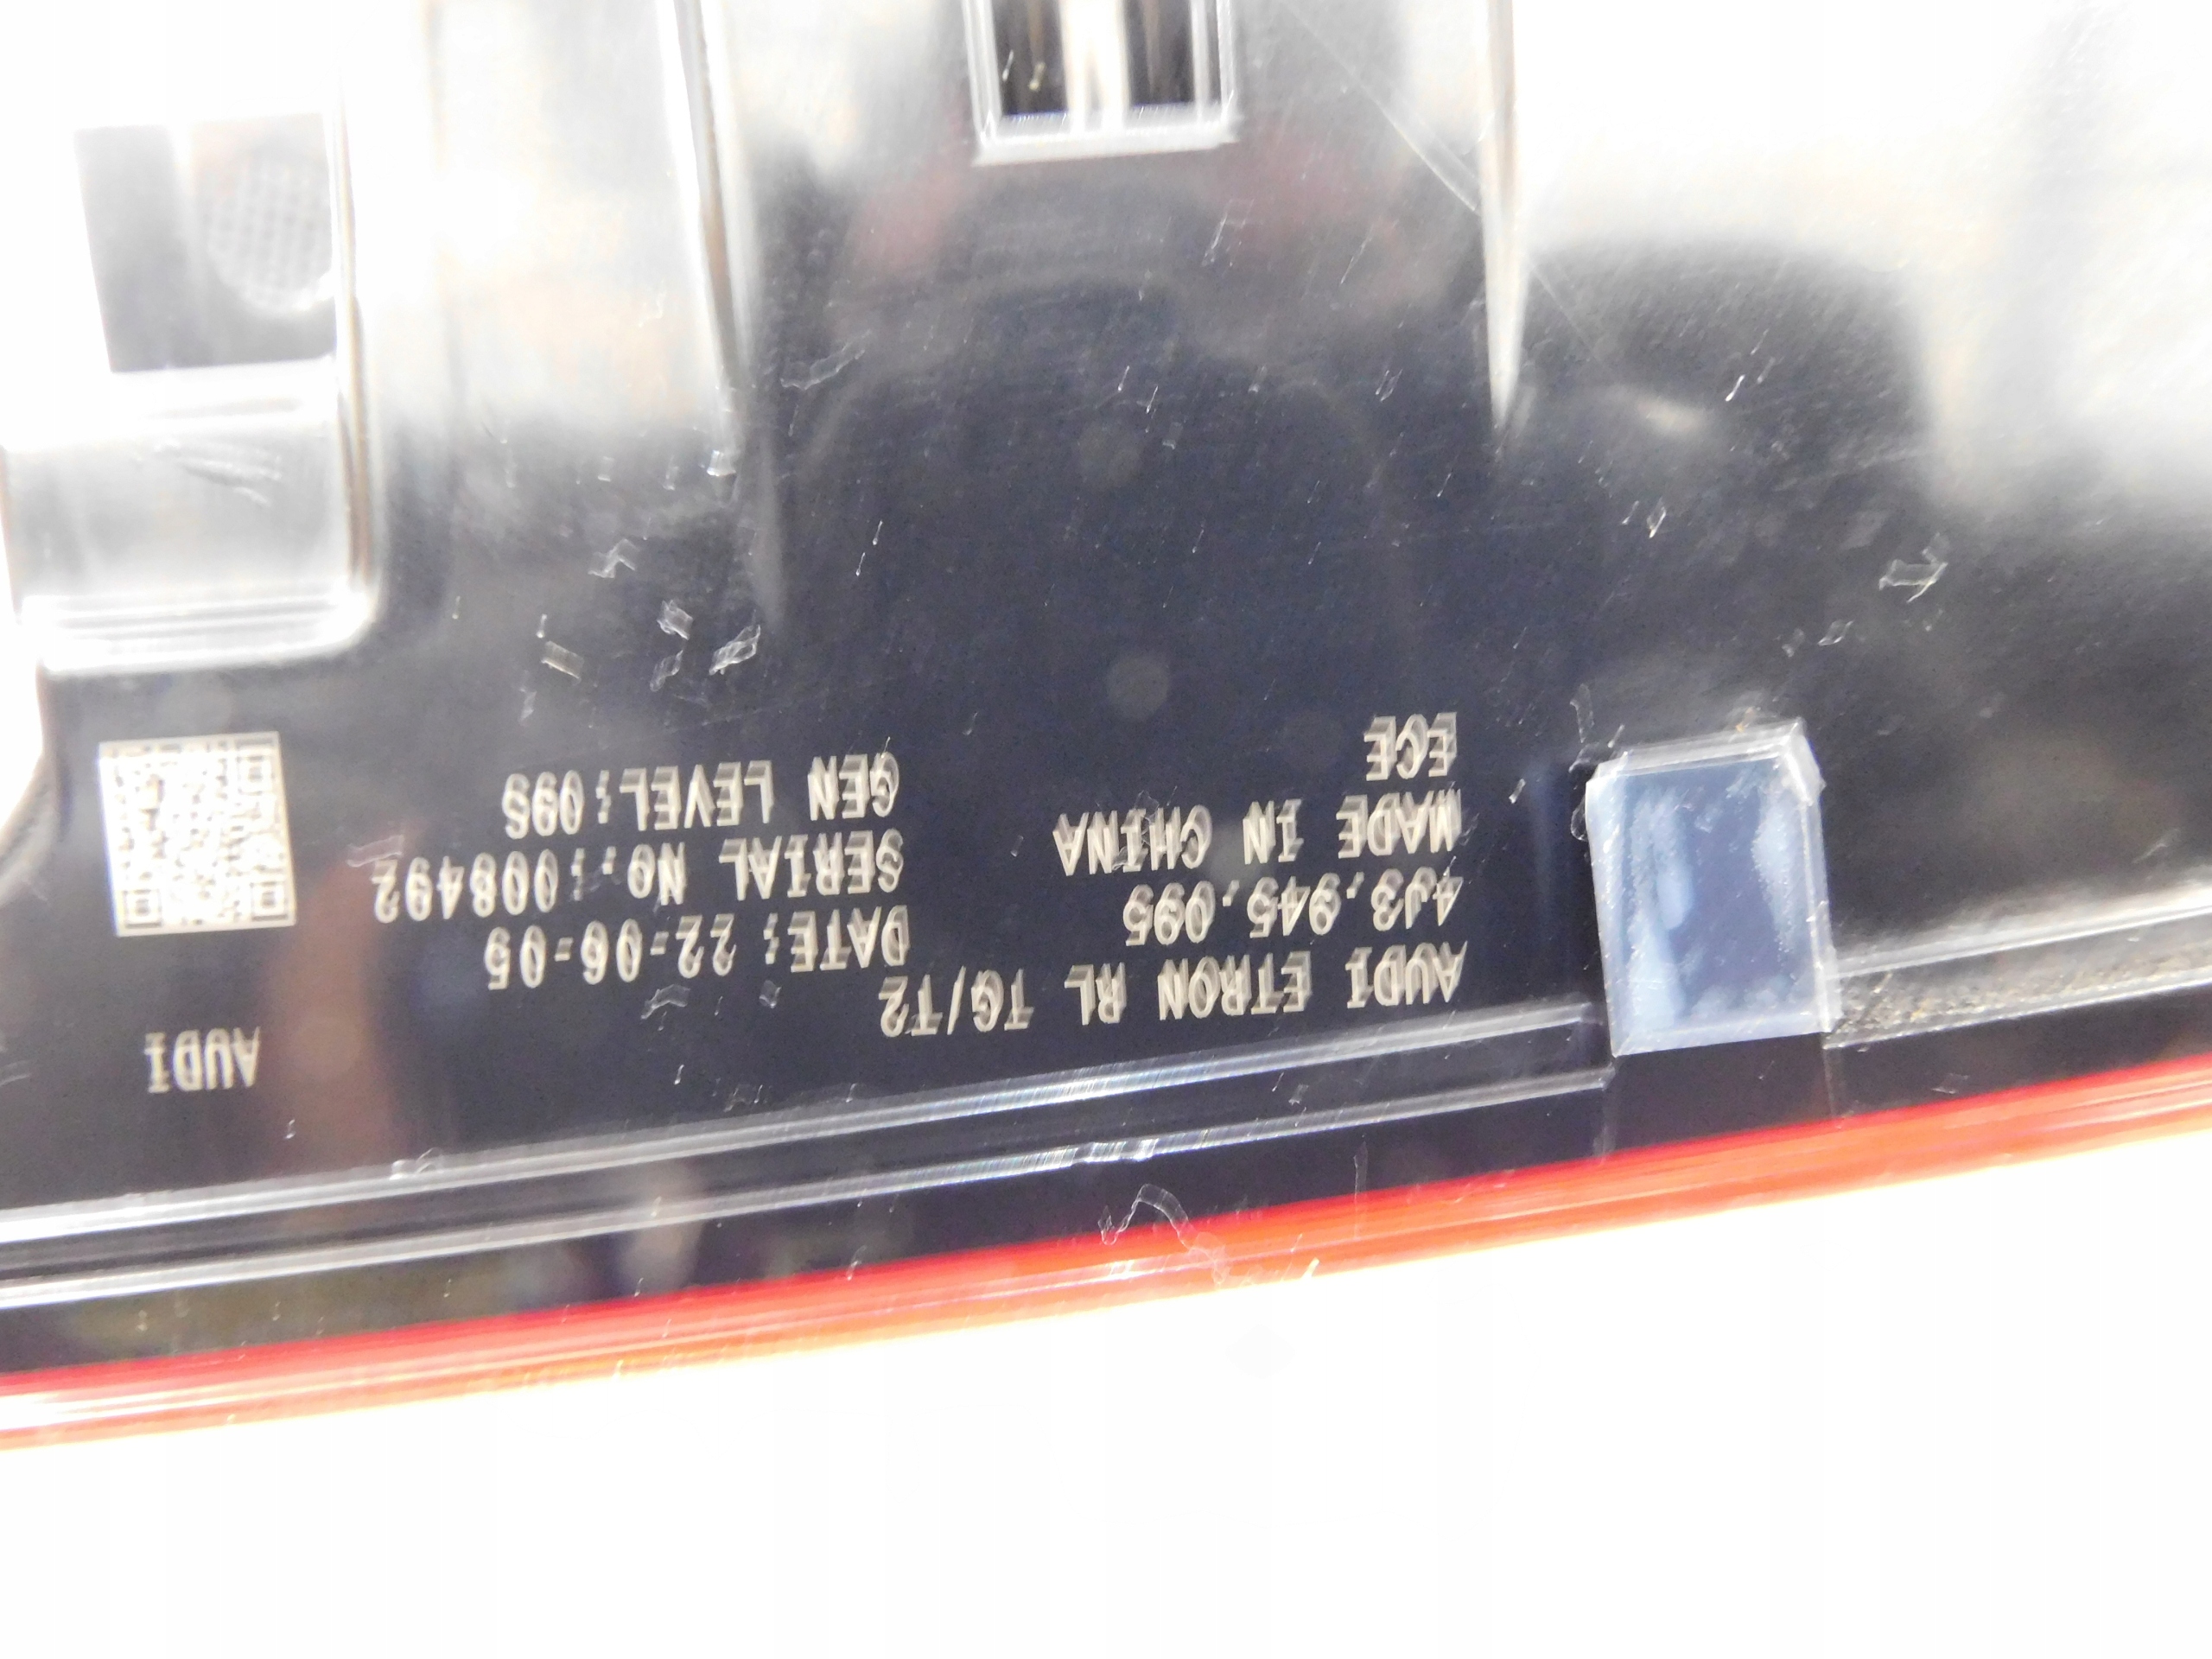 AUDI ETRON RL TG/T2
4J3.945.095
MADE IN CHINA
ECE
DATE: 22-06-05
SERIAL No.:008492
GEN LEVEL:09S
AUDI